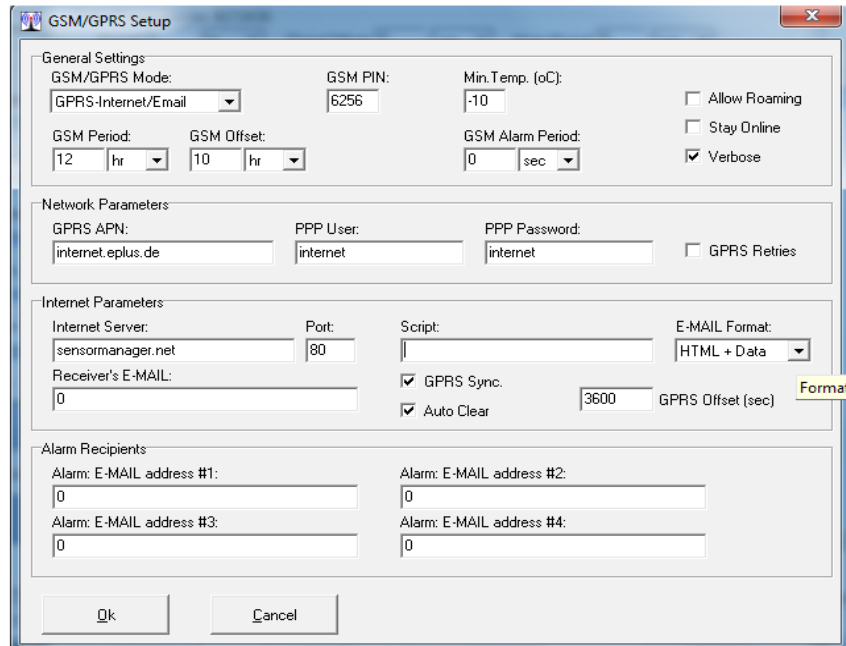 GSM/GPRS Setup
General Settings
GSM/GPRS Mode: GSM PIN: Min.Temp. (oC):
GPRS-Internet/Email 6256 -10 Allow Roaming
Stay Online
GSM Period: GSM Offset: GSM Alarm Period:
12 hr 10 hr 0 sec Verbose
Network Parameters
GPRS APN: PPP User: PPP Password:
internet.eplus.de internet internet GPRS Retries
Internet Parameters
Internet Server: Port: Script: E-MAIL Format:
sensormanager.net 80 HTML + Data
Receiver's E-MAIL: GPRS Sync. Format
0 3600 GPRS Offset (sec)
Auto Clear
Alarm Recipients
Alarm: E-MAIL address #1: Alarm: E-MAIL address #2:
0 0
Alarm: E-MAIL address #3: Alarm: E-MAIL address #4:
0 0
Ok Cancel